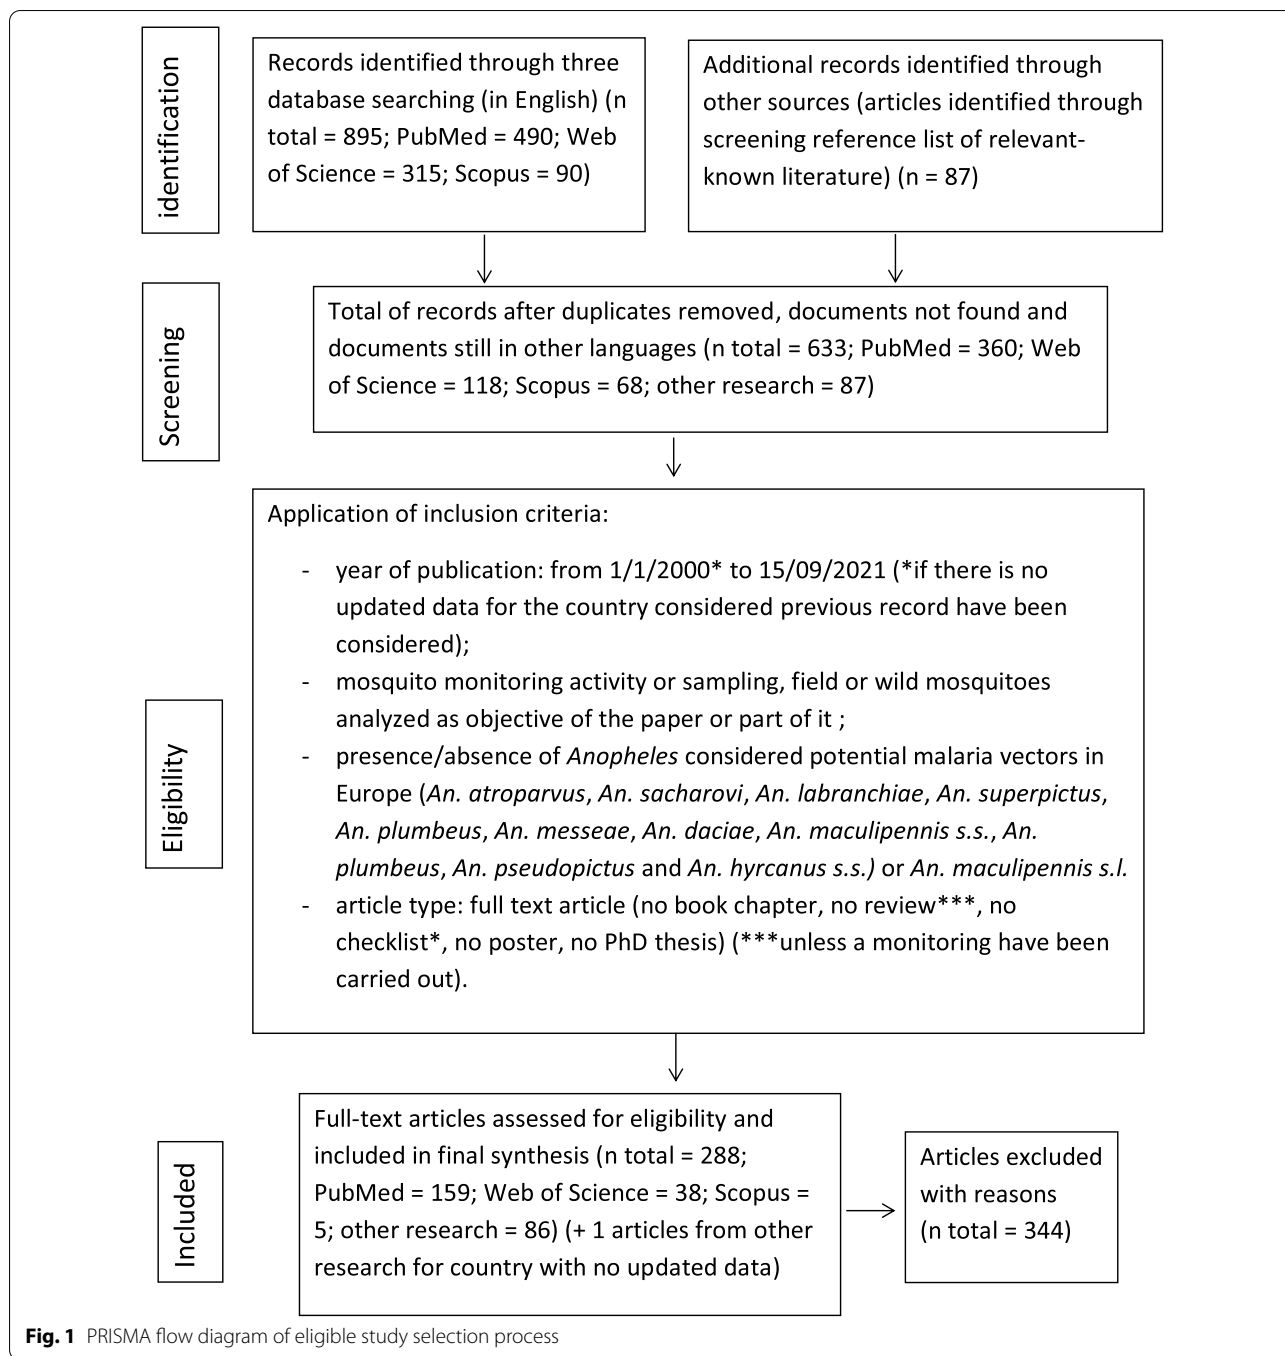 identification
Records identified through three
database searching (in English) (n
total = 895; PubMed = 490; Web
of Science = 315; Scopus = 90)
Additional records identified through
other sources (articles identified through
screening reference list of relevant-
known literature) (n = 87)
Screening
Total of records after duplicates removed, documents not found and
documents still in other languages (n total = 633; PubMed = 360; Web
of Science = 118; Scopus = 68; other research = 87)
Eligibility
Application of inclusion criteria:
- year of publication: from 1/1/2000* to 15/09/2021 (*if there is no
updated data for the country considered previous record have been
considered);
- mosquito monitoring activity or sampling, field or wild mosquitoes
analyzed as objective of the paper or part of it ;
- presence/absence of Anopheles considered potential malaria vectors in
Europe (An. atroparvus, An. sacharovi, An. labranchiae, An. superpictus,
An. plumbeus, An. messeae, An. daciae, An. maculipennis s.s., An.
plumbeus, An. pseudopictus and An. hyrcanus s.s.) or An. maculipennis s.l.
- article type: full text article (no book chapter, no review***, no
checklist*, no poster, no PhD thesis) (***unless a monitoring have been
carried out).
Included
Full-text articles assessed for eligibility and
included in final synthesis (n total = 288;
PubMed = 159; Web of Science = 38; Scopus =
5; other research = 86) (+ 1 articles from other
research for country with no updated data)
Articles excluded
with reasons
(n total = 344)
Fig. 1 PRISMA flow diagram of eligible study selection process